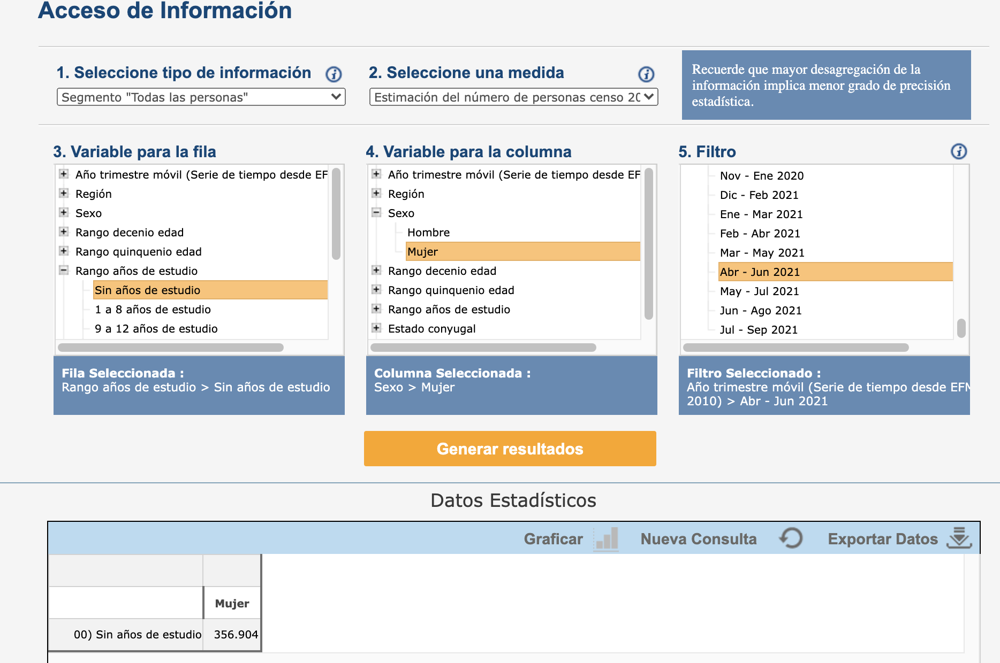 Acceso de Información
1. Seleccione tipo de información
2. Seleccione una medida
Segmento "Todas las personas"
Estimación del número de personas censo 20
Recuerde que mayor desagregación de la
información implica menor grado de precisión
estadística.
3. Variable para la fila
Año trimestre móvil (Serie de tiempo desde EF
Región
Sexo
Rango decenio edad
Rango quinquenio edad
Rango años de estudio
Sin años de estudio
1 a 8 años de estudio
9 a 12 años de estudio
Fila Seleccionada :
Rango años de estudio > Sin años de estudio
4. Variable para la columna
Año trimestre móvil (Serie de tiempo desde EF
Región
Sexo
Hombre
Mujer
Rango decenio edad
Rango quinquenio edad
Rango años de estudio
Estado conyugal
Columna Seleccionada :
Sexo > Mujer
5. Filtro
Nov - Ene 2020
Dic - Feb 2021
Ene - Mar 2021
Feb - Abr 2021
Mar - May 2021
Abr - Jun 2021
May - Jul 2021
Jun - Ago 2021
Jul - Sep 2021
Filtro Seleccionado :
Año trimestre móvil (Serie de tiempo desde EFM
2010) > Abr - Jun 2021
Generar resultados
Datos Estadísticos
Graficar
Nueva Consulta
Exportar Datos
Mujer
00) Sin años de estudio 356.904